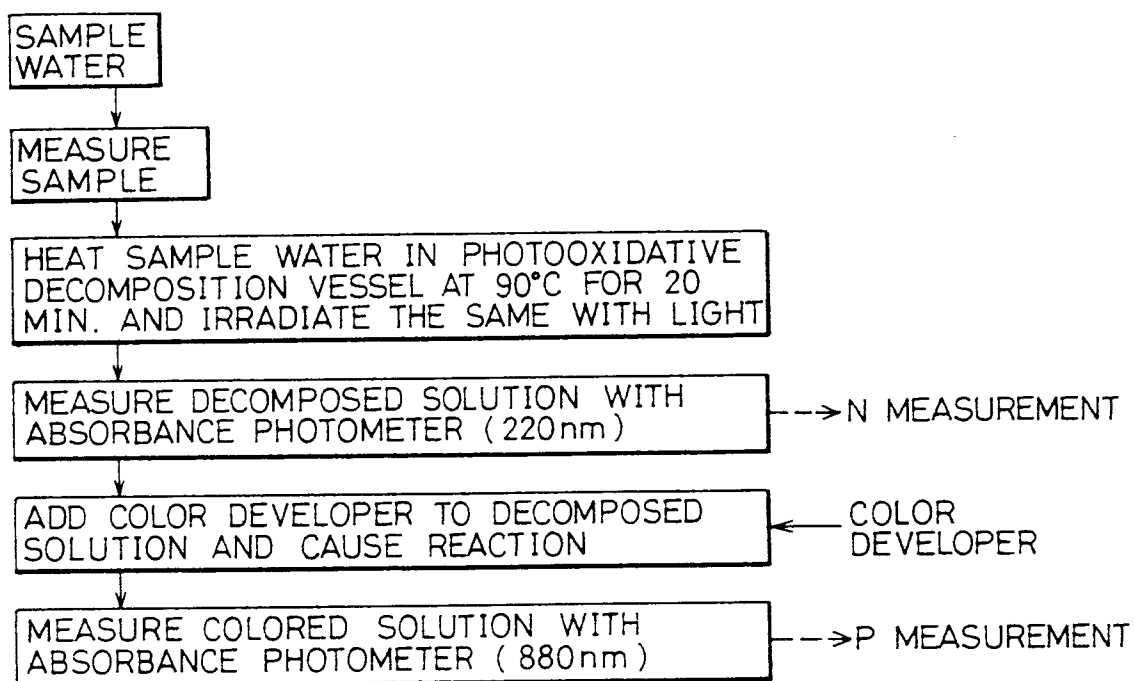 SAMPLE
WATER
MEASURE
SAMPLE
HEAT SAMPLE WATER IN PHOTOOXIDATIVE
DECOMPOSITION VESSEL AT 90°C FOR 20
MIN. AND IRRADIATE THE SAME WITH LIGHT
MEASURE DECOMPOSED SOLUTION WITH
ABSORBANCE PHOTOMETER (220nm)
N MEASUREMENT
ADD COLOR DEVELOPER TO DECOMPOSED
SOLUTION AND CAUSE REACTION
COLOR
DEVELOPER
MEASURE COLORED SOLUTION WITH
ABSORBANCE PHOTOMETER (880nm)
P MEASUREMENT